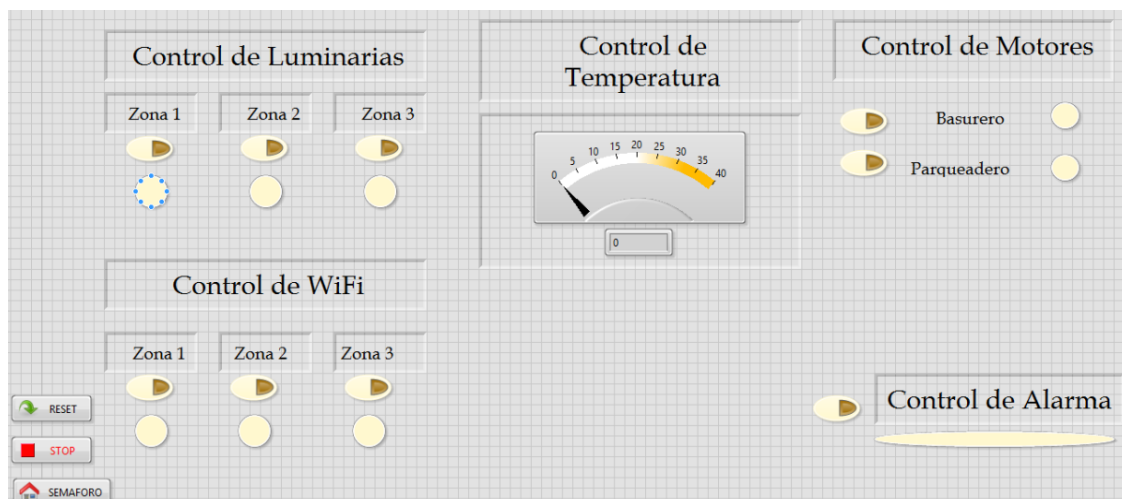 Control de Luminarias
Zona 1
Zona 2
Zona 3
Control de
Temperatura
0
5
10
15
20
25
30
35
40
0
Control de Motores
Basurero
Parqueadero
Control de WiFi
Zona 1
Zona 2
Zona 3
RESET
STOP
SEMAFORO
Control de Alarma